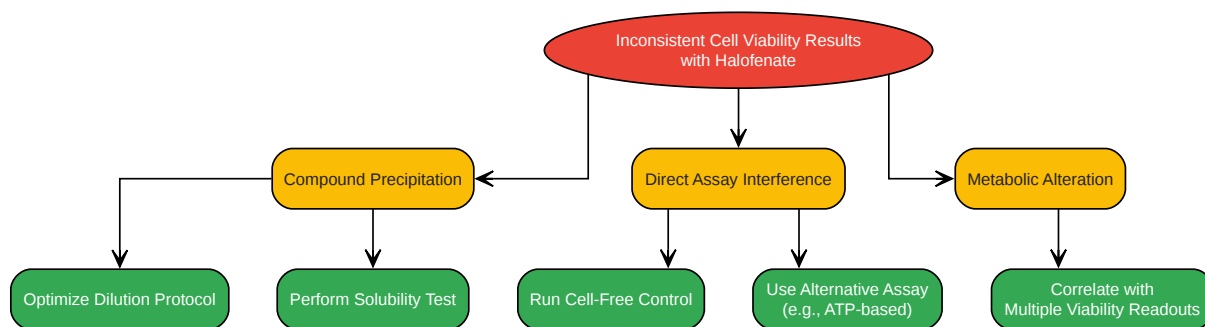 Inconsistent Cell Viability Results
with Halofenate
Compound Precipitation
Direct Assay Interference
Metabolic Alteration
Optimize Dilution Protocol
Perform Solubility Test
Run Cell-Free Control
Use Alternative Assay
(e.g., ATP-based)
Correlate with
Multiple Viability Readouts